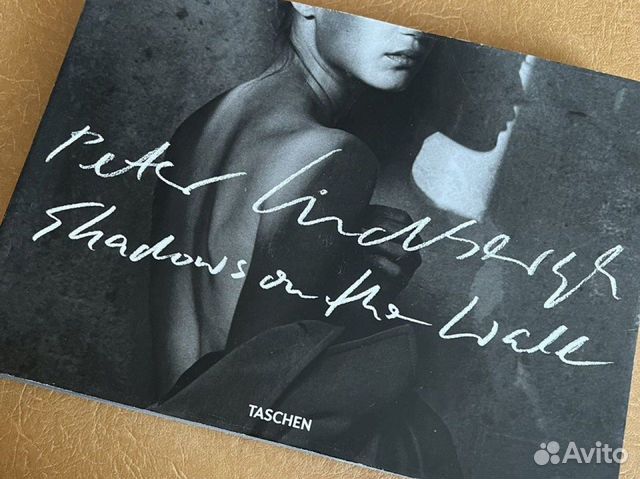 Peter Lindbergh
Shadows on the Wall
TASCHEN
Avito